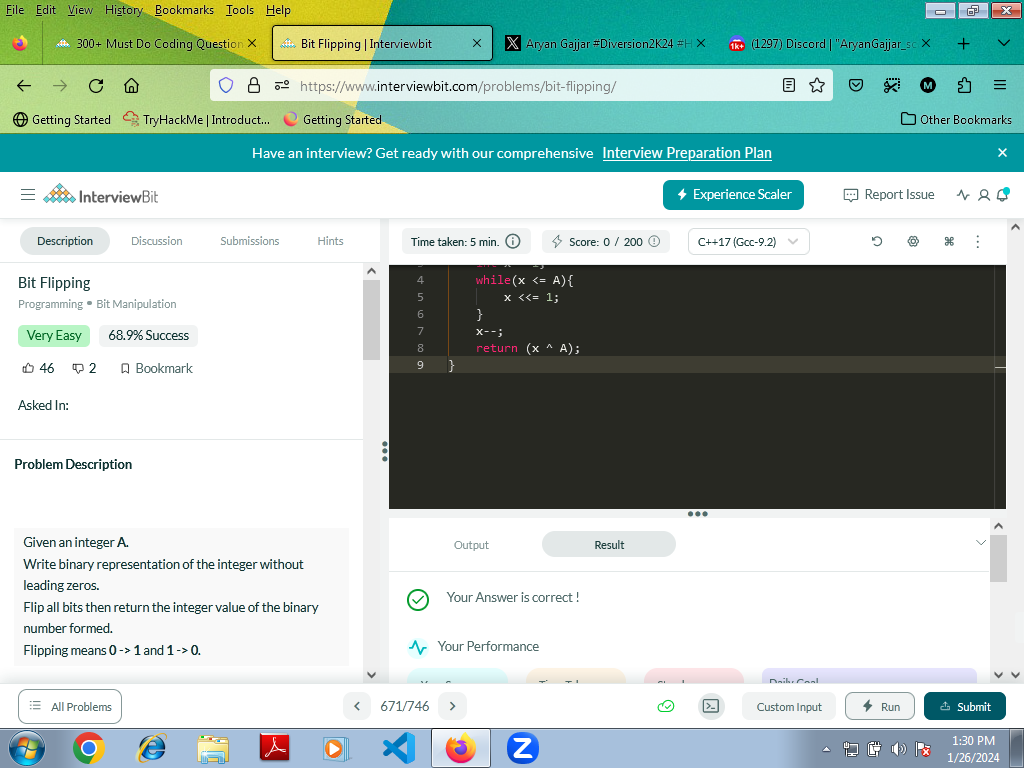 File Edit View History Bookmarks Tools Help
300+ Must Do Coding Question
Bit Flipping | Interviewbit
Aryan Gajjar #Diversion2K24 #H
(1297) Discord | "AryanGajjar_sc
https://www.interviewbit.com/problems/bit-flipping/
Getting Started
TryHackMe | Introduct...
Getting Started
Other Bookmarks
Have an interview? Get ready with our comprehensive Interview Preparation Plan
InterviewBit
Experience Scaler
Report Issue
Description Discussion Submissions Hints
Time taken: 5 min.
Score: 0 / 200
C++17 (Gcc-9.2)
Bit Flipping
Programming • Bit Manipulation
Very Easy 68.9% Success
46 2 Bookmark
Asked In:
Problem Description
Given an integer A.
Write binary representation of the integer without
leading zeros.
Flip all bits then return the integer value of the binary
number formed.
Flipping means 0 -> 1 and 1 -> 0.
4 while(x <= A){
5 x <<= 1;
6 }
7 x--;
8 return (x ^ A);
9 }
Output Result
Your Answer is correct !
Your Performance
Daily Goal
All Problems
671/746
Custom Input
Run
Submit
1:30 PM
1/26/2024